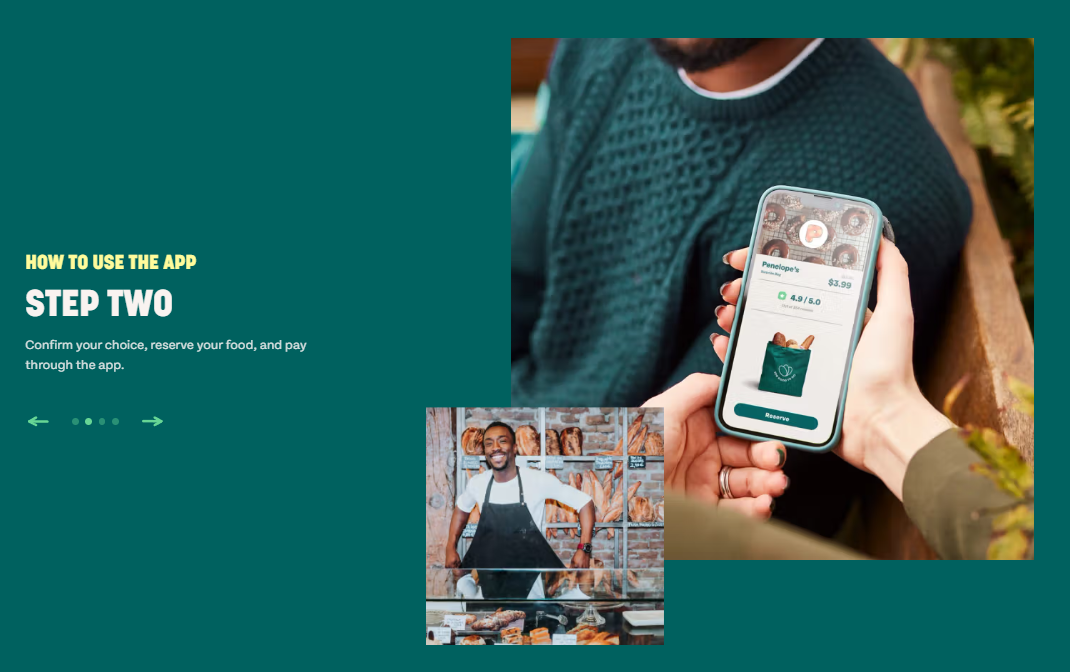 HOW TO USE THE APP
STEP TWO
Confirm your choice, reserve your food, and pay
through the app.
Penelope's
$3.99
4.9 / 5.0
Reserve